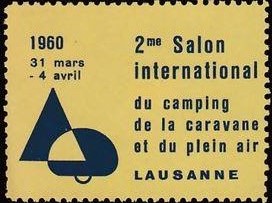 1960
31 mars
- 4 avril
2me Salon
international
du camping
de la caravane
et du plein air
LAUSANNE